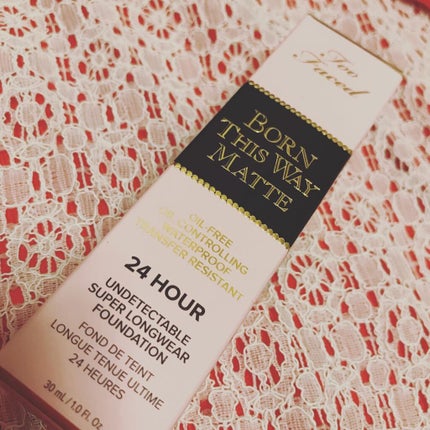 Too
Faced
BORN
THIS WAY
MATTE
OIL-FREE
OIL-CONTROLLING
WATERPROOF
TRANSFER RESISTANT
24 HOUR
UNDETECTABLE
SUPER LONGWEAR
FOUNDATION
FOND DE TEINT
LONGUE TENUE ULTIME
24 HEURES
30 mL/1.0 FL Oz